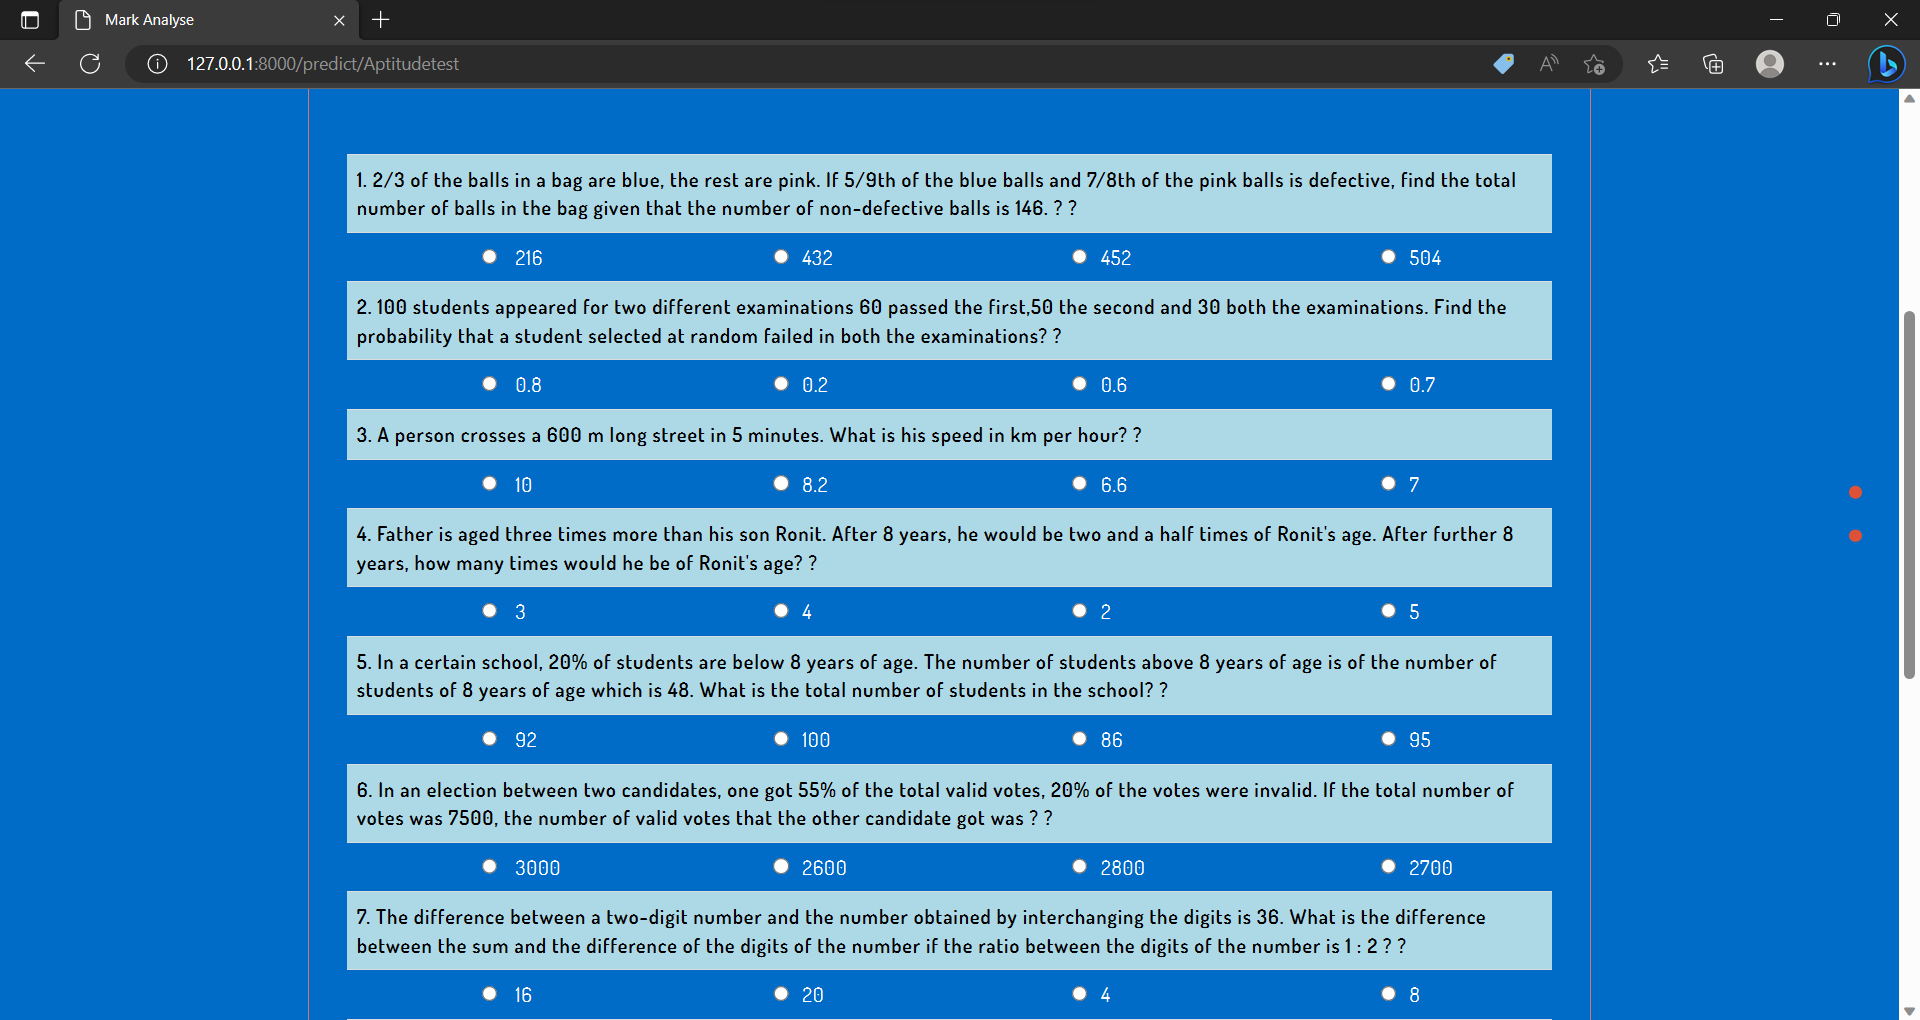 Mark Analyse
127.0.0.1:8000/predict/Aptitudetest
1. 2/3 of the balls in a bag are blue, the rest are pink. If 5/9th of the blue balls and 7/8th of the pink balls is defective, find the total
number of balls in the bag given that the number of non-defective balls is 146. ? ?
216 432 452 504
2. 100 students appeared for two different examinations 60 passed the first,50 the second and 30 both the examinations. Find the
probability that a student selected at random failed in both the examinations? ?
0.8 0.2 0.6 0.7
3. A person crosses a 600 m long street in 5 minutes. What is his speed in km per hour? ?
10 8.2 6.6 7
4. Father is aged three times more than his son Ronit. After 8 years, he would be two and a half times of Ronit's age. After further 8
years, how many times would he be of Ronit's age? ?
3 4 2 5
5. In a certain school, 20% of students are below 8 years of age. The number of students above 8 years of age is of the number of
students of 8 years of age which is 48. What is the total number of students in the school? ?
92 100 86 95
6. In an election between two candidates, one got 55% of the total valid votes, 20% of the votes were invalid. If the total number of
votes was 7500, the number of valid votes that the other candidate got was ? ?
3000 2600 2800 2700
7. The difference between a two-digit number and the number obtained by interchanging the digits is 36. What is the difference
between the sum and the difference of the digits of the number if the ratio between the digits of the number is 1 : 2 ? ?
16 20 4 8